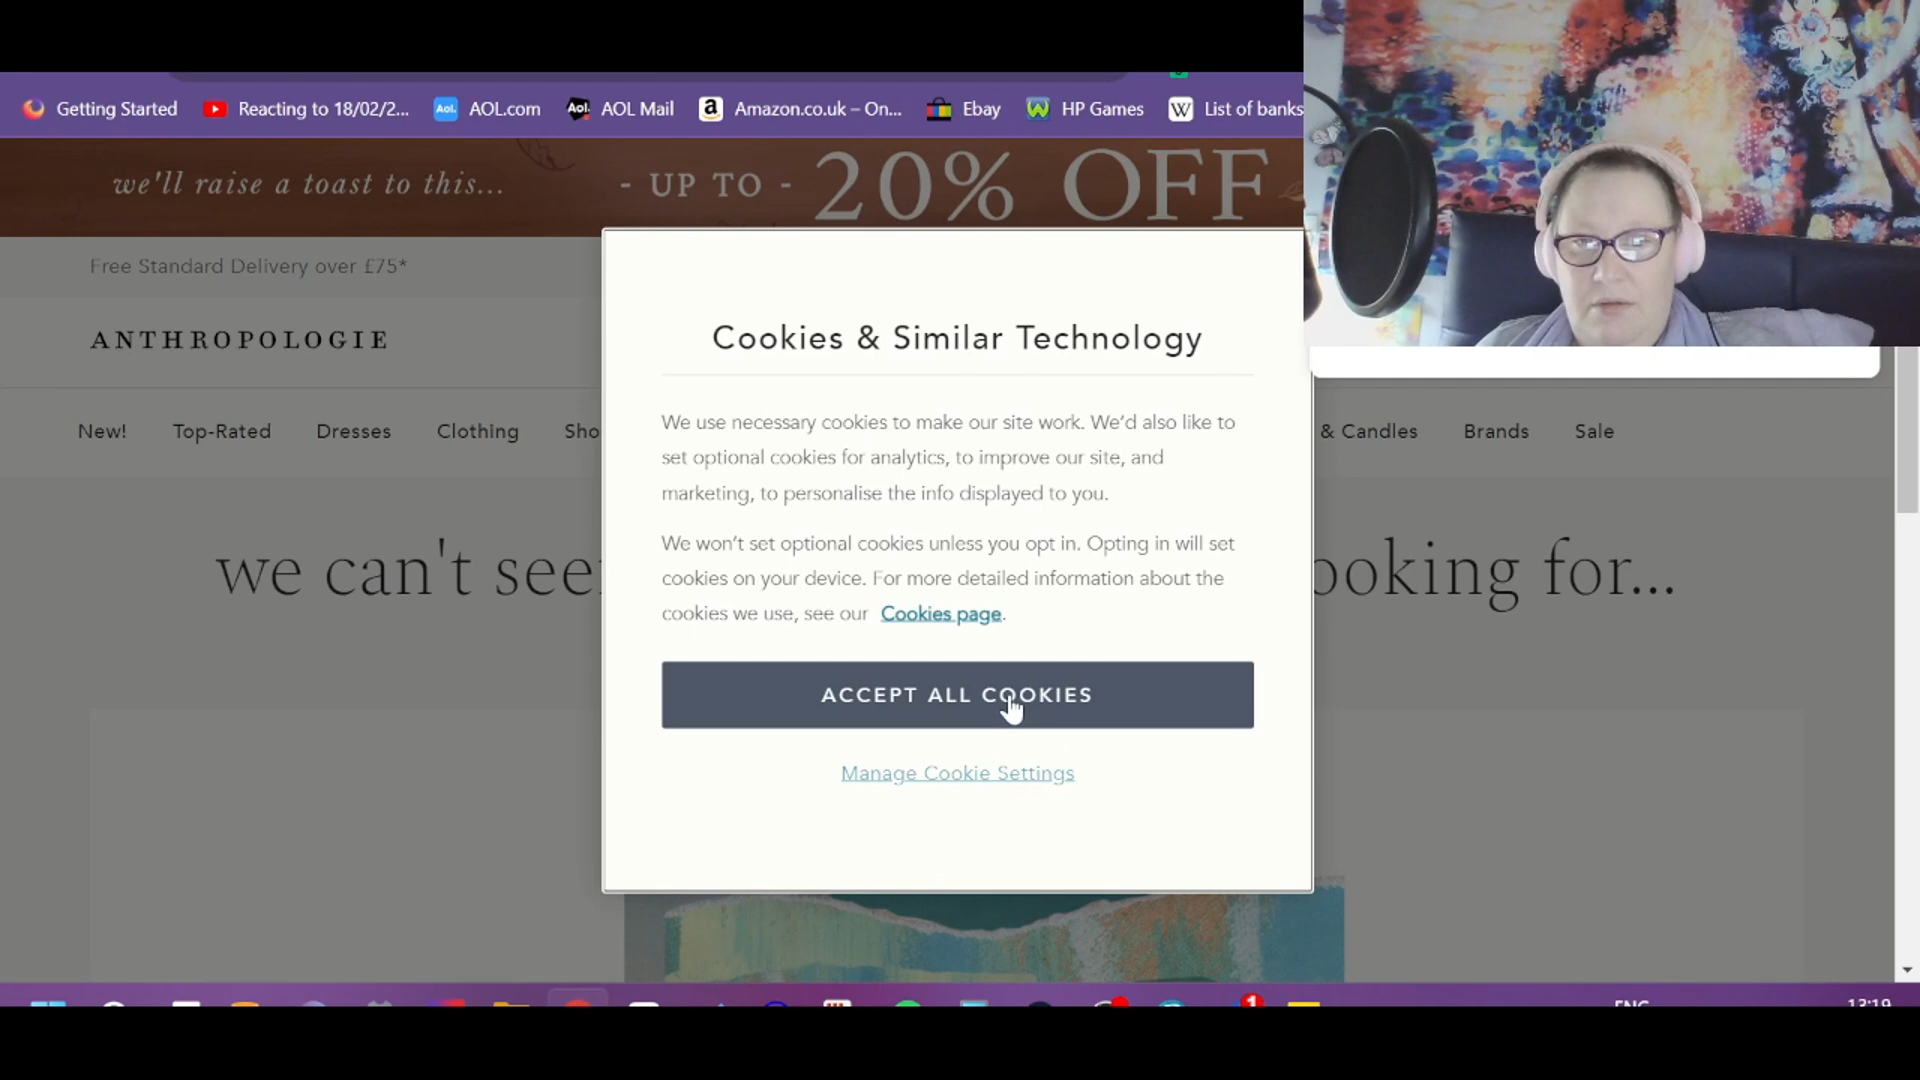 Getting Started
Reacting to 18/02/2...
Aol.
AOL.com
Aol.
AOL Mail
a
Amazon.co.uk – On...
Ebay
HP Games
W
List of banks
we'll raise a toast to this...
- UP TO -
20% OFF
Free Standard Delivery over £75*
ANTHROPOLOGIE
New!
Top-Rated
Dresses
Clothing
Sho
& Candles
Brands
Sale
we can't see
ooking for...
Cookies & Similar Technology
We use necessary cookies to make our site work. We'd also like to
set optional cookies for analytics, to improve our site, and
marketing, to personalise the info displayed to you.
We won't set optional cookies unless you opt in. Opting in will set
cookies on your device. For more detailed information about the
cookies we use, see our Cookies page.
ACCEPT ALL COOKIES
Manage Cookie Settings
1
ENG
13:19